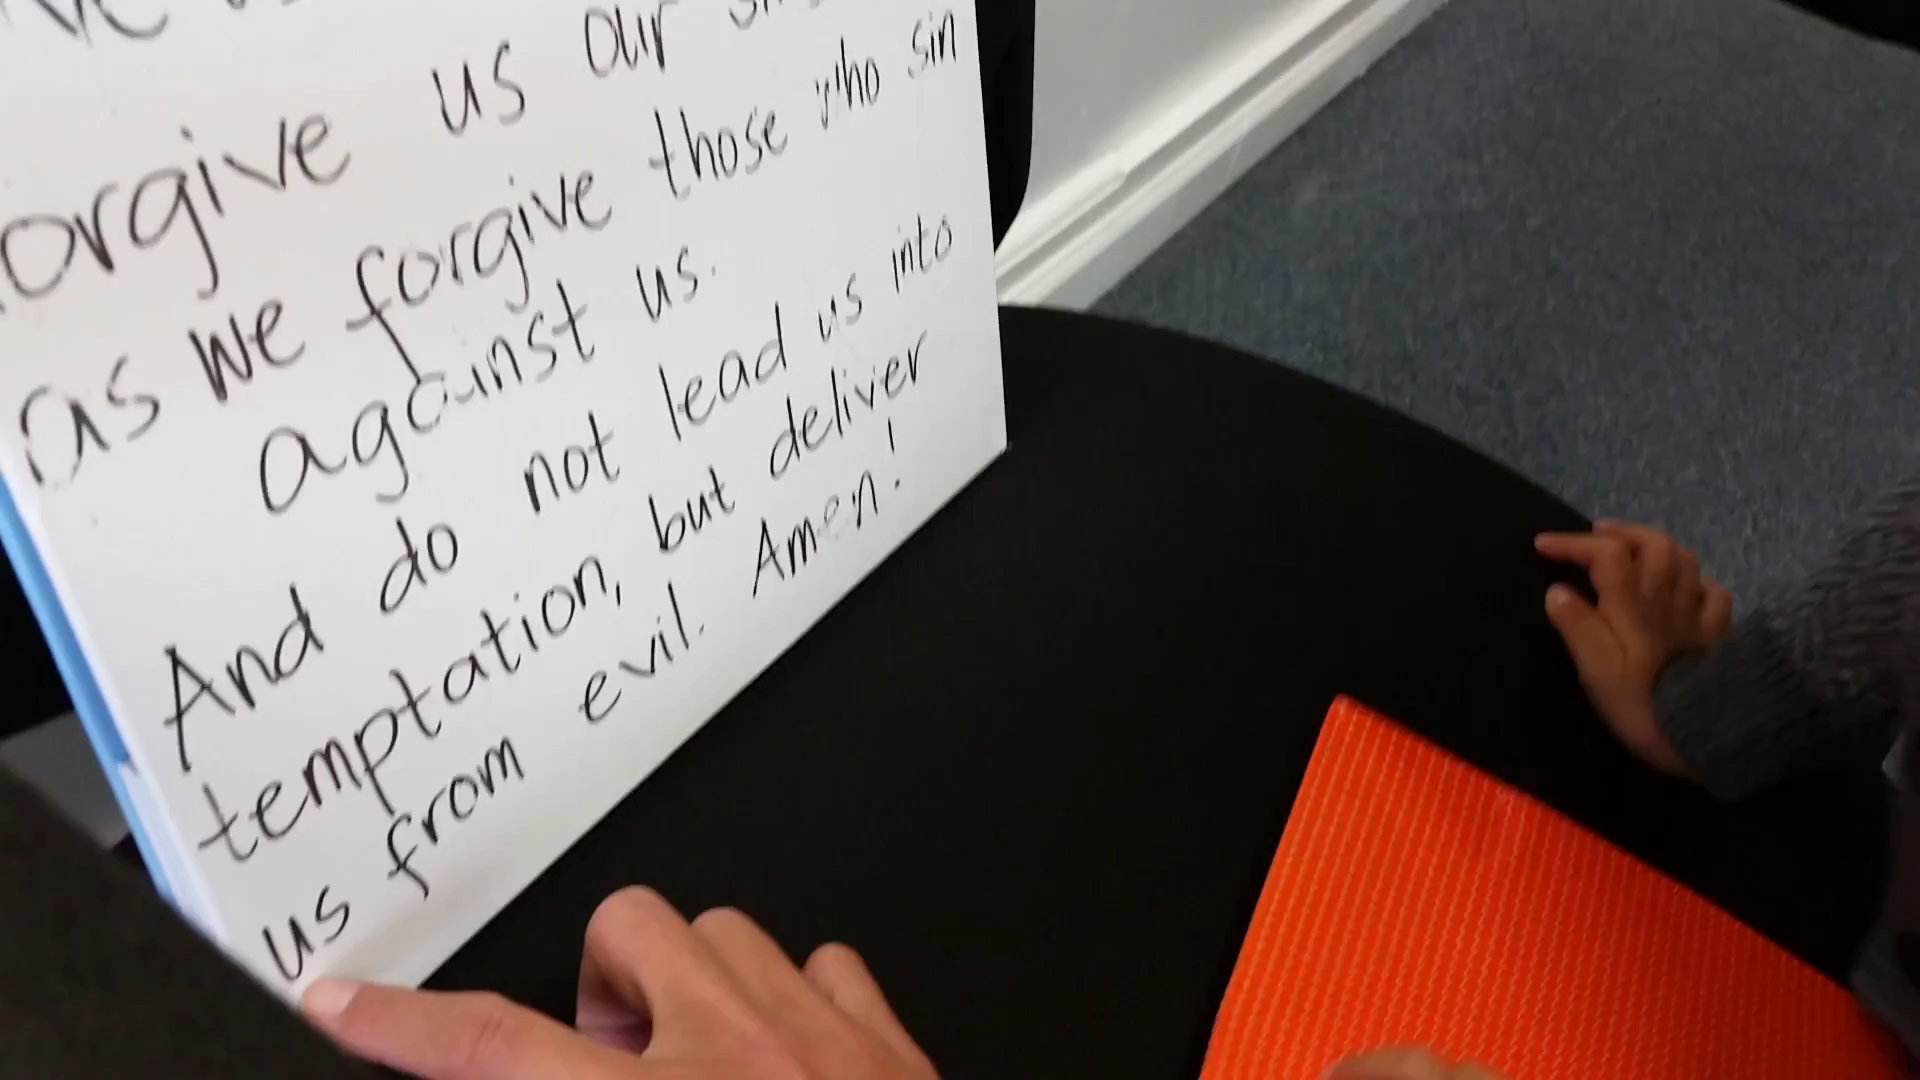 forgive us our
as we forgive those who sin
against us.
And do not lead us into
temptation, but deliver
us from evil. Amen!